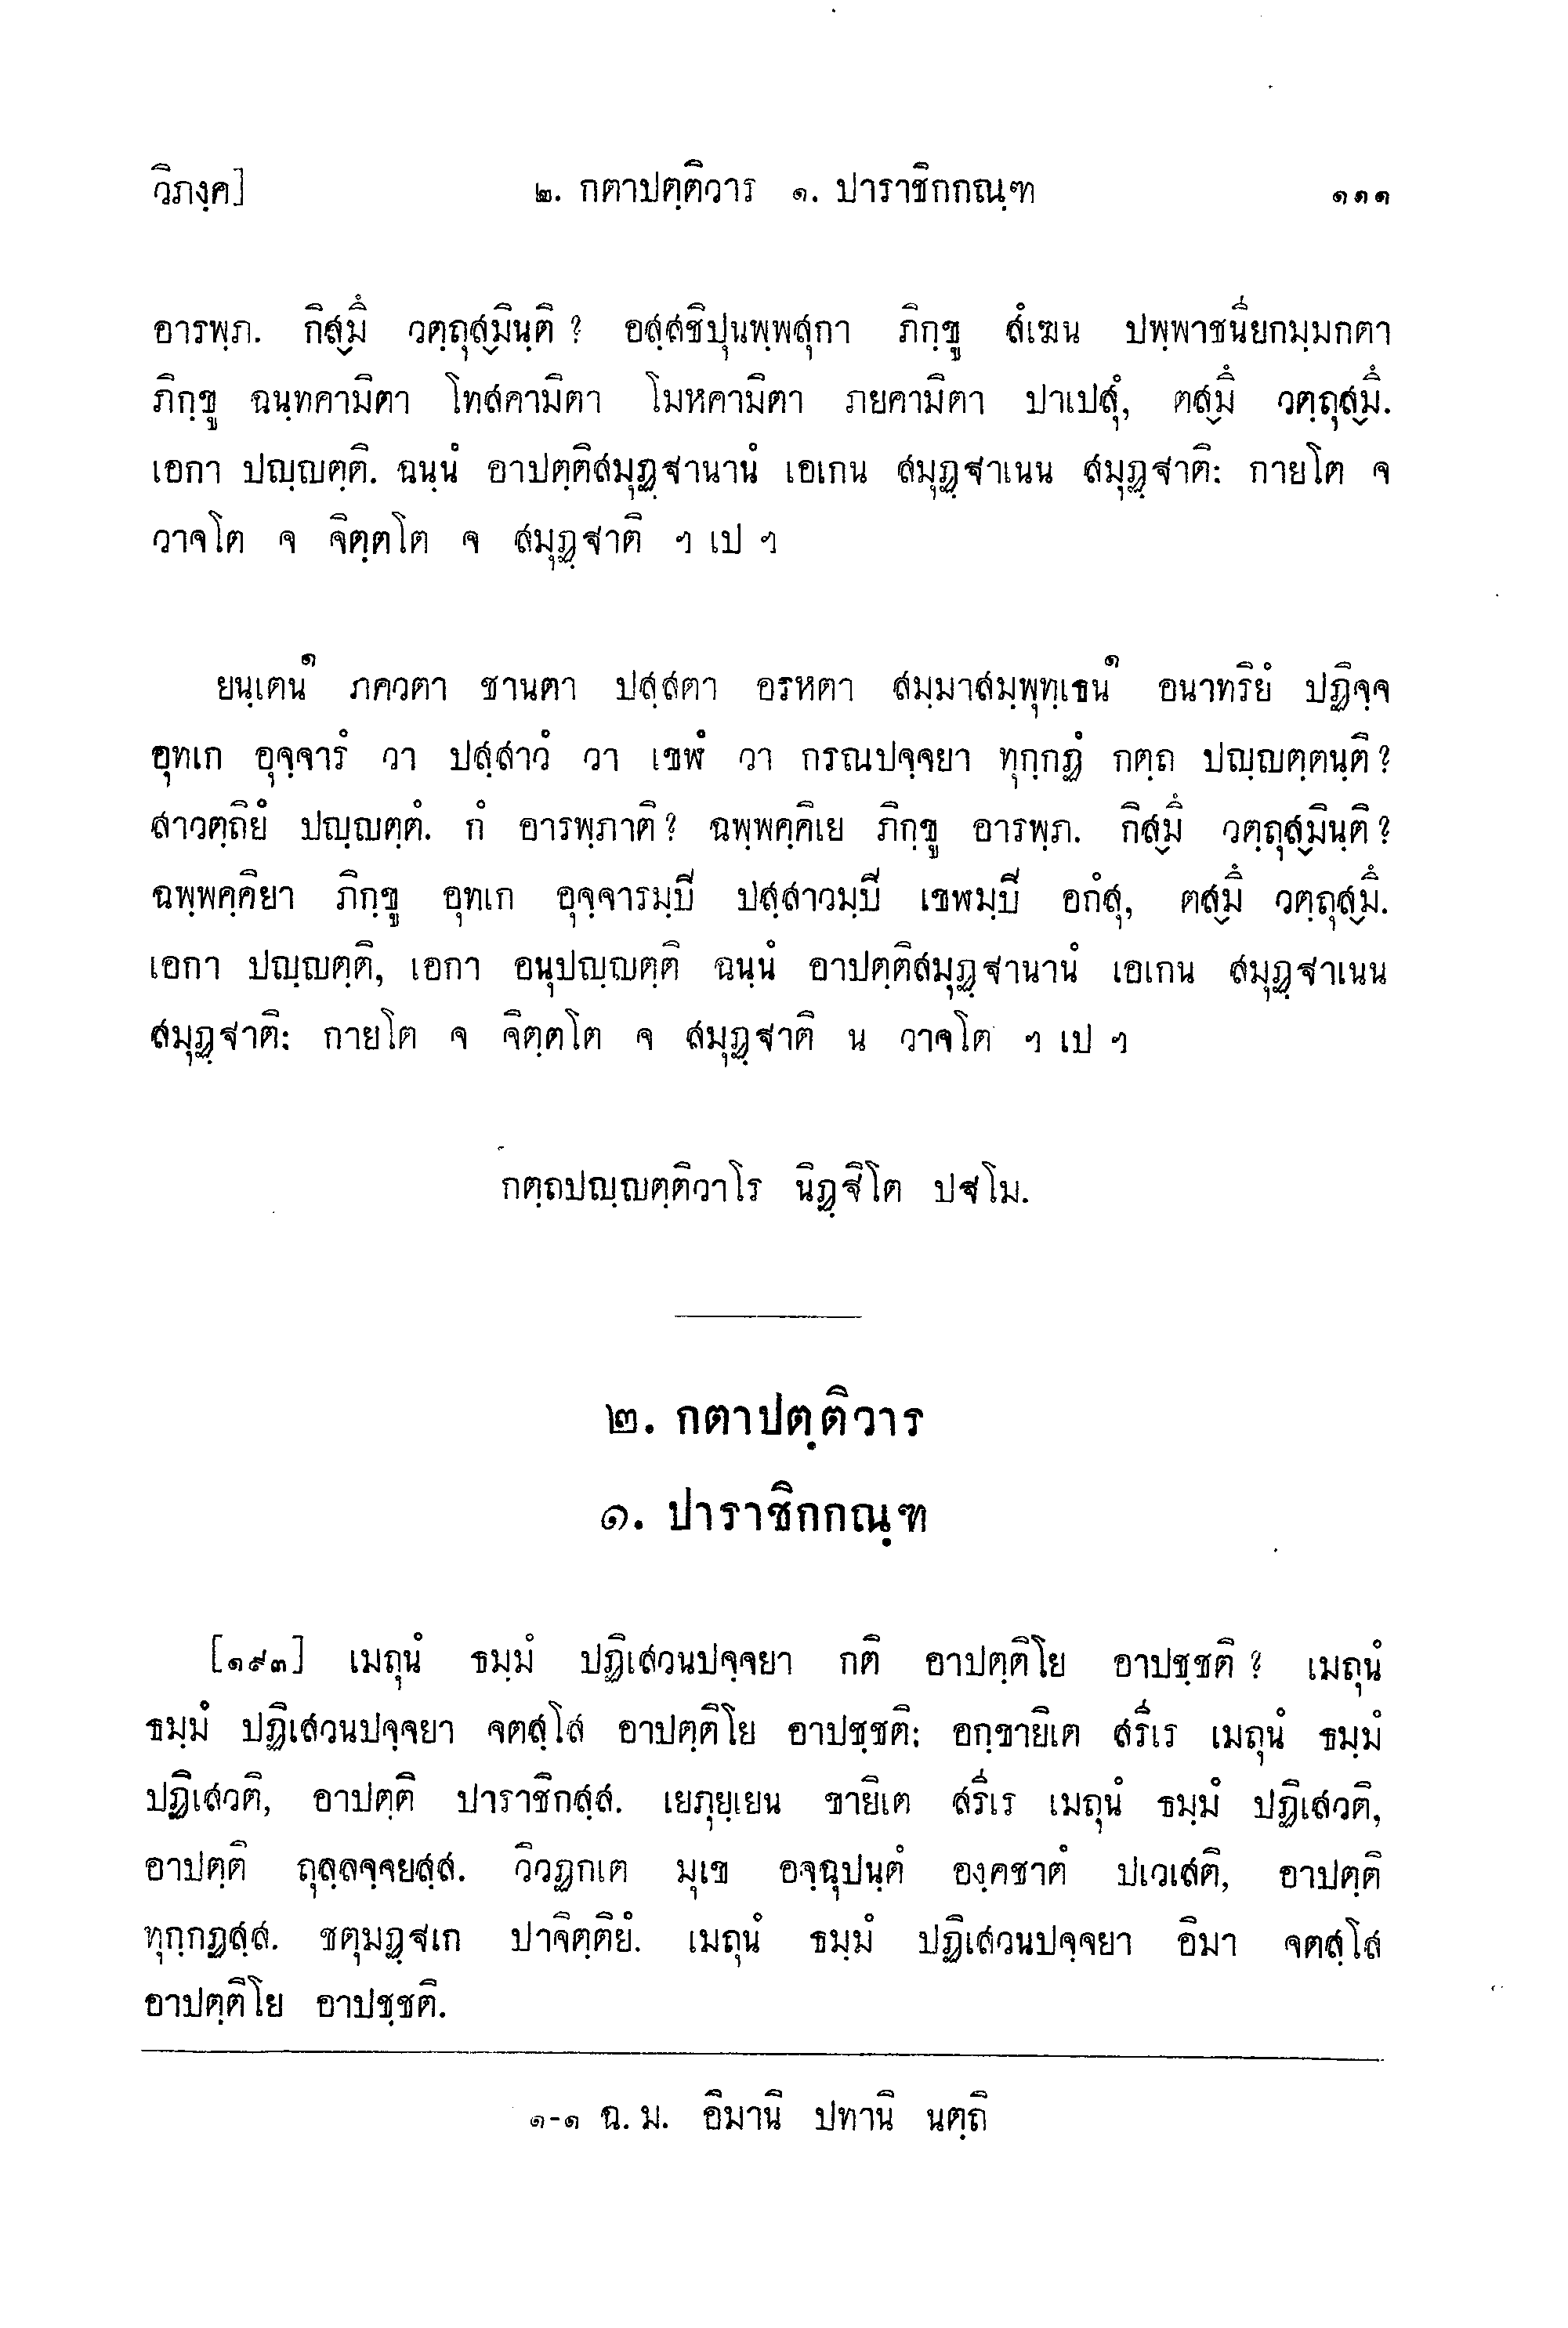 วิภงฺค]
๒. กตาปตฺติวาร ๑. ปาราชิกกณฺฑ
๑๑๑
อารพฺภ. กิสฺมึ วตฺถุสฺมินฺติ ? อสฺสชิปุนพฺพสุกา ภิกฺขู สํเฆน ปพฺพาชนียกมฺมกตา
ภิกฺขู ฉนฺทคามิตา โทสคามิตา โมหคามิตา ภยคามิตา ปาเปสุํ, ตสฺมึ วตฺถุสฺมึ.
เอกา ปญฺญตฺติ. ฉนฺนํ อาปตฺติสมุฏฺฐานานํ เอเกน สมุฏฺฐาเนน สมุฏฺฐาติ: กายโต จ
วาจโต จ จิตฺตโต จ สมุฏฺฐาติ ฯ เป ฯ
ยนฺเตน๑ ภควตา ชานตา ปสฺสตา อรหตา สมฺมาสมฺพุทฺเธน๑ อนาทริยํ ปฏิจฺจ
อุทเก อุจฺจารํ วา ปสฺสาวํ วา เขฬํ วา กรณปจฺจยา ทุกฺกฏํ กตฺถ ปญฺญตฺตนฺติ ?
สาวตฺถิยํ ปญฺญตฺตํ. กํ อารพฺภาติ ? ฉพฺพคฺคิเย ภิกฺขู อารพฺภ. กิสฺมึ วตฺถุสฺมินฺติ ?
ฉพฺพคฺคิยา ภิกฺขู อุทเก อุจฺจารมฺปิ ปสฺสาวมฺปิ เขฬมฺปิ อกํสุ, ตสฺมึ วตฺถุสฺมึ.
เอกา ปญฺญตฺติ, เอกา อนุปญฺญตฺติ ฉนฺนํ อาปตฺติสมุฏฺฐานานํ เอเกน สมุฏฺฐาเนน
สมุฏฺฐาติ: กายโต จ จิตฺตโต จ สมุฏฺฐาติ น วาจโต ฯ เป ฯ
กตฺถปญฺญตฺติวาโร นิฏฺฐิโต ปฐโม.
๒. กตาปตฺติวาร
๑. ปาราชิกกณฺฑ
[๑๙๓] เมถุนํ ธมฺมํ ปฏิเสวนปจฺจยา กติ อาปตฺติโย อาปชฺชติ ? เมถุนํ
ธมฺมํ ปฏิเสวนปจฺจยา จตสฺโส อาปตฺติโย อาปชฺชติ: อกฺขายิเต สรีเร เมถุนํ ธมฺมํ
ปฏิเสวติ, อาปตฺติ ปาราชิกสฺส. เยภุยฺเยน ขายิเต สรีเร เมถุนํ ธมฺมํ ปฏิเสวติ,
อาปตฺติ ถุลฺลจฺจยสฺส. วิวฏกเต มุเข อจฺฉุปนฺตํ องฺคชาตํ ปเวเสติ, อาปตฺติ
ทุกฺกฏสฺส. ชตุมฏฺฐเก ปาจิตฺติยํ. เมถุนํ ธมฺมํ ปฏิเสวนปจฺจยา อิมา จตสฺโส
อาปตฺติโย อาปชฺชติ.
๑-๑ ฉ. ม. อิมานิ ปทานิ นตฺถิ